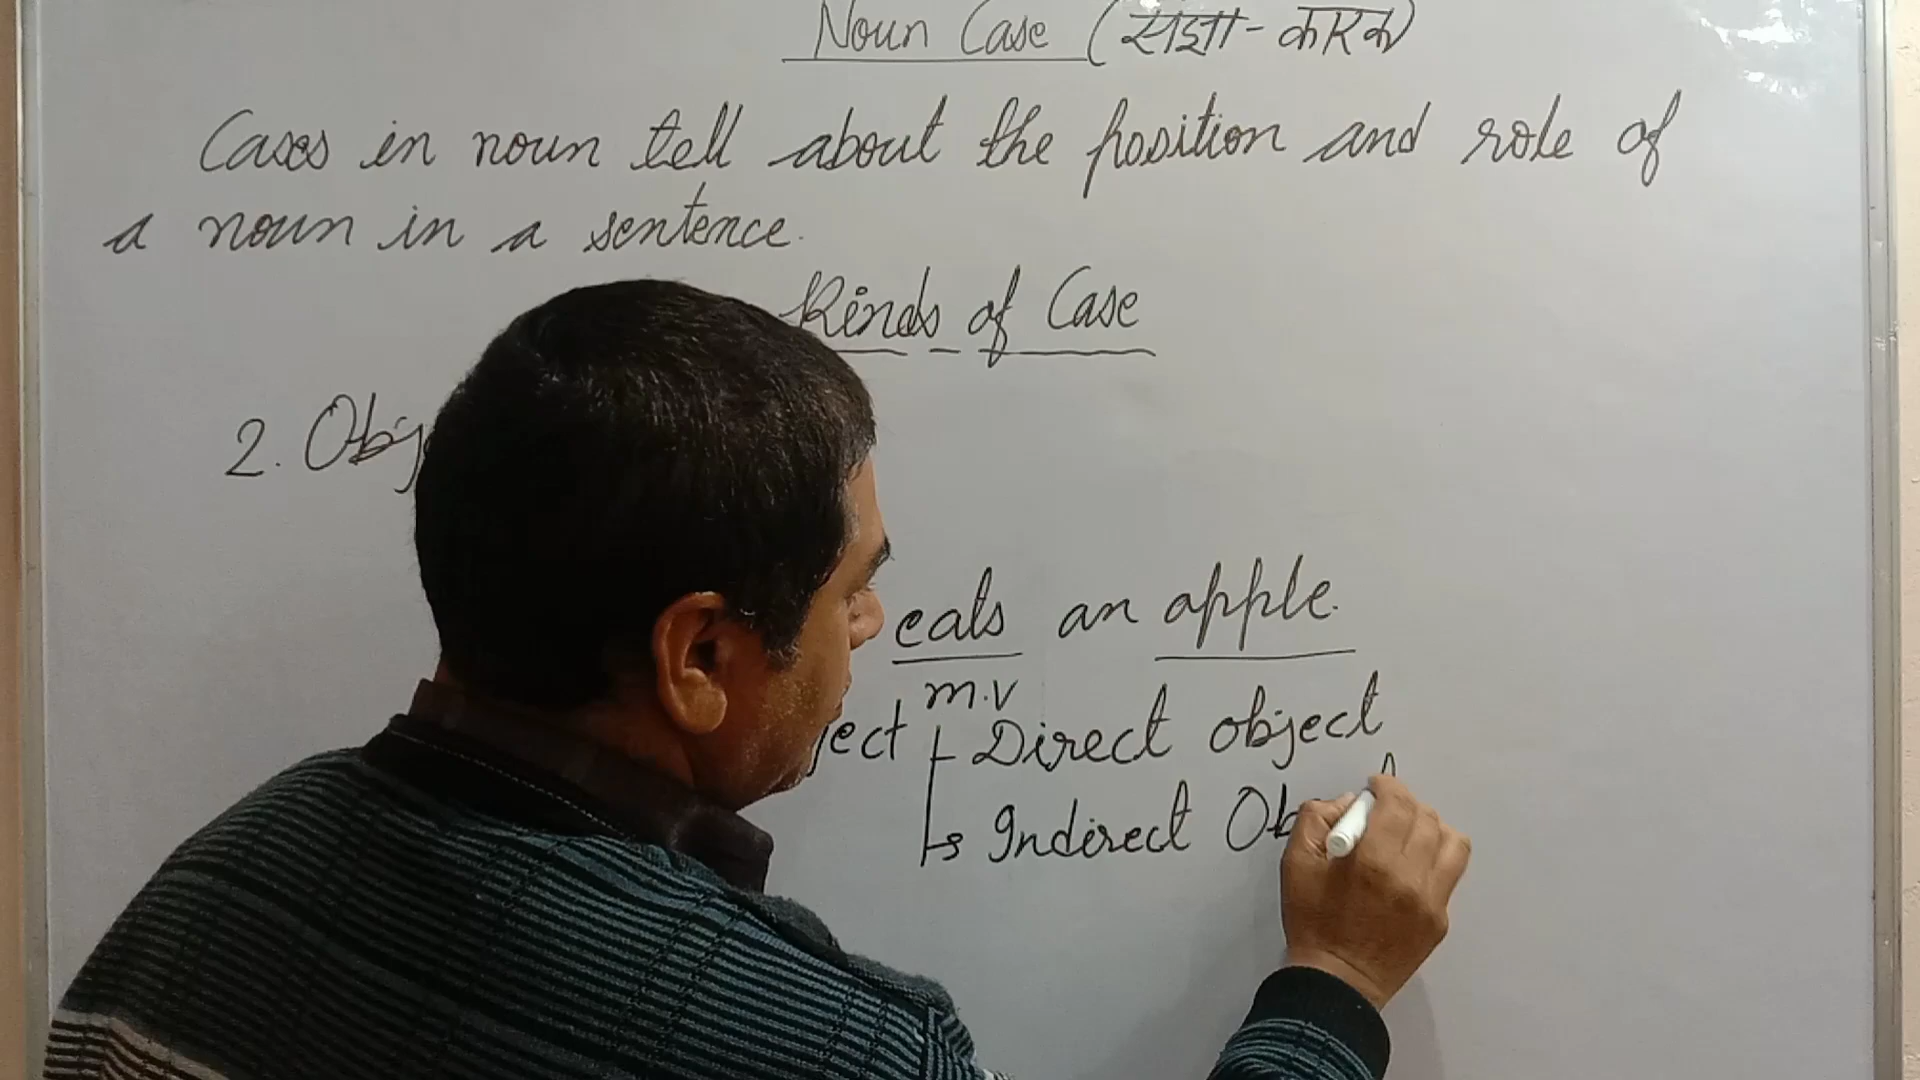 Noun Case (संज्ञा - कारक)
Cases in noun tell about the position and role of
a noun in a sentence.
Kinds of Case
2. Obj
eats an apple.
m.v
ject Direct object
Indirect Ob